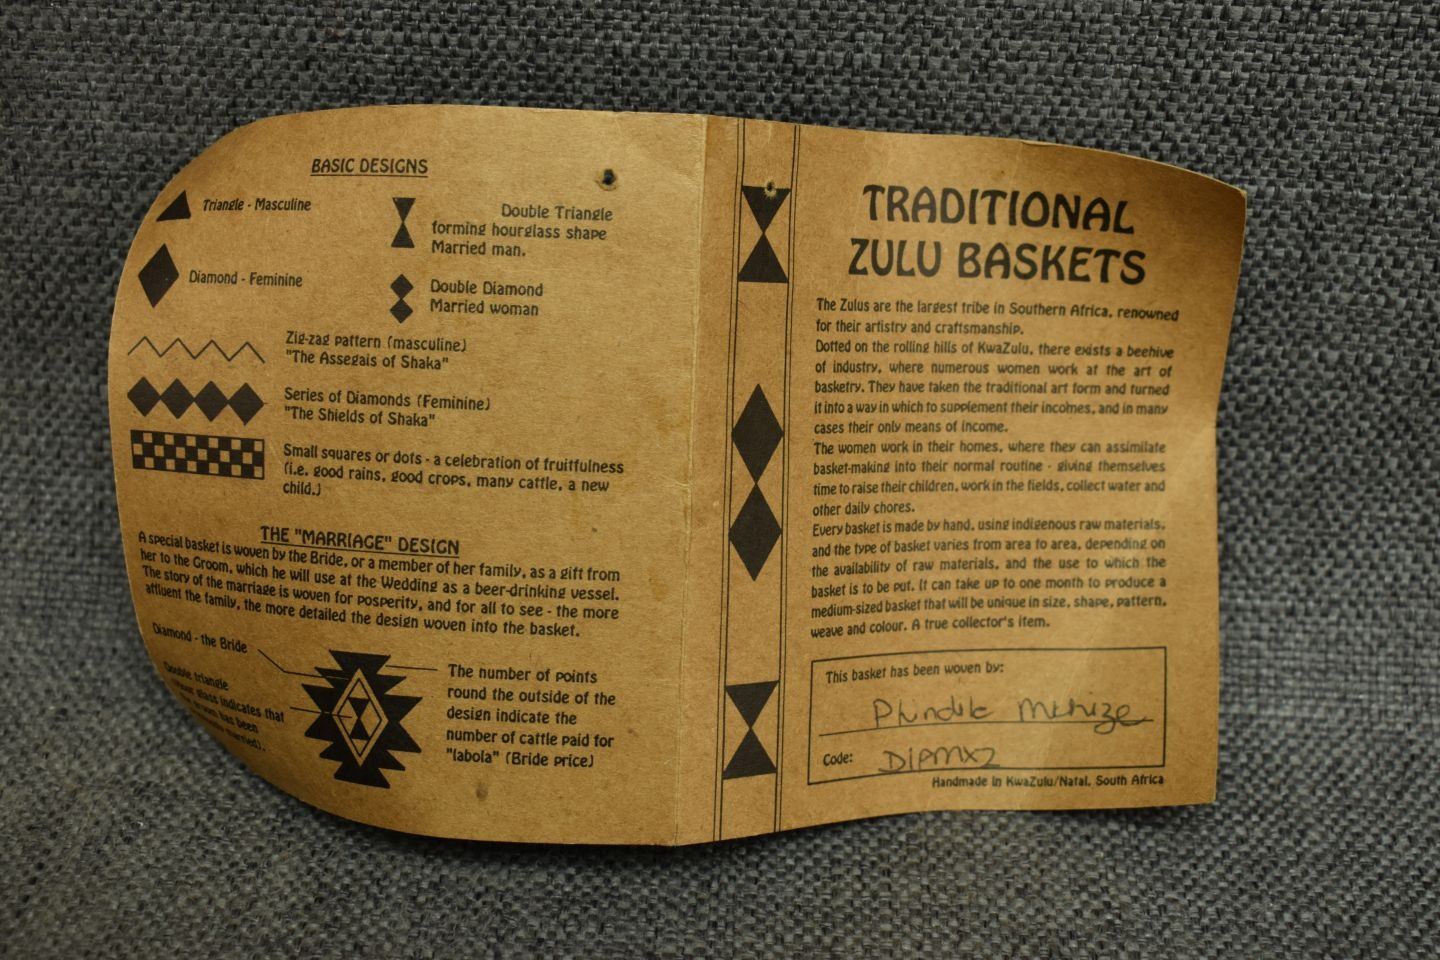 BASIC DESIGNS
Triangle - Masculine
Double Triangle
forming hourglass shape
Married man.
Diamond - Feminine
Double Diamond
Married woman
Zig-zag pattern (masculine)
"The Assegais of Shaka"
Series of Diamonds (Feminine)
"The Shields of Shaka"
Small squares or dots - a celebration of fruitfulness
(i.e. good rains, good crops, many cattle, a new
child.)
THE "MARRIAGE" DESIGN
A special basket is woven by the Bride, or a member of her family, as a gift from
her to the Groom, which he will use at the Wedding as a beer-drinking vessel.
The story of the marriage is woven for posperity, and for all to see - the more
affluent the family, the more detailed the design woven into the basket.
Diamond - the Bride
Double triangle
glass indicates that
has been
married).
The number of points
round the outside of the
design indicate the
number of cattle paid for
"labola" (Bride price)
TRADITIONAL
ZULU BASKETS
The Zulus are the largest tribe in Southern Africa, renowned
for their artistry and craftsmanship.
Dotted on the rolling hills of KwaZulu, there exists a beehive
of industry, where numerous women work at the art of
basketry. They have taken the traditional art form and turned
it into a way in which to supplement their incomes, and in many
cases their only means of income.
The women work in their homes, where they can assimilate
basket-making into their normal routine - giving themselves
time to raise their children, work in the fields, collect water and
other daily chores.
Every basket is made by hand, using indigenous raw materials,
and the type of basket varies from area to area, depending on
the availability of raw materials, and the use to which the
basket is to be put. It can take up to one month to produce a
medium-sized basket that will be unique in size, shape, pattern,
weave and colour. A true collector's item.
This basket has been woven by:
Phindile Mkhize
Code: D1PMX2
Handmade in KwaZulu/Natal, South Africa